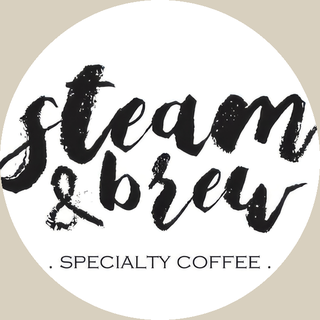 steam
& brew
. SPECIALTY COFFEE .